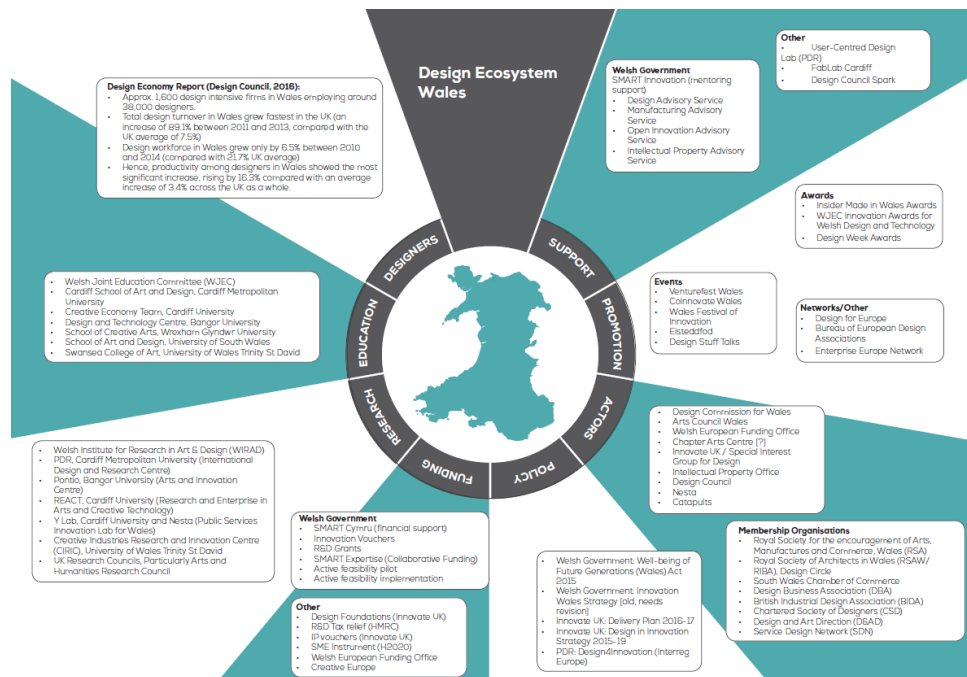 Design Ecosystem
Wales
Design Economy Report (Design Council, 2016):
• Approx. 1,600 design intensive firms in Wales employing around
38,000 designers.
• Total design turnover in Wales grew fastest in the UK (an
increase of 89.1% between 2011 and 2013, compared with the
UK average of 7.5%)
• Design workforce in Wales grew only by 6.5% between 2010
and 2014 (compared with 21.7% UK average)
• Hence, productivity among designers in Wales showed the most
significant increase, rising by 16.3% compared with an average
increase of 3.4% across the UK as a whole.
Welsh Government
SMART Innovation (mentoring
support)
• Design Advisory Service
• Manufacturing Advisory
Service
• Open Innovation Advisory
Service
• Intellectual Property Advisory
Service
Other
• User-Centred Design
Lab (PDR)
• FabLab Cardiff
• Design Council Spark
Awards
• Insider Made in Wales Awards
• WJEC Innovation Awards for
Welsh Design and Technology
• Design Week Awards
DESIGNERS
SUPPORT
EDUCATION
PROMOTION
RESEARCH
ACTORS
FUNDING
POLICY
• Welsh Joint Education Committee (WJEC)
• Cardiff School of Art and Design, Cardiff Metropolitan
University
• Creative Economy Team, Cardiff University
• Design and Technology Centre, Bangor University
• School of Creative Arts, Wrexham Glyndwr University
• School of Art and Design, University of South Wales
• Swansea College of Art, University of Wales Trinity St David
Events
• Venturefest Wales
• Coinnovate Wales
• Wales Festival of
Innovation
• Eisteddfod
• Design Stuff Talks
Networks/Other
• Design for Europe
• Bureau of European Design
Associations
• Enterprise Europe Network
• Design Commission for Wales
• Arts Council Wales
• Welsh European Funding Office
• Chapter Arts Centre (?)
• Innovate UK / Special Interest
Group for Design
• Intellectual Property Office
• Design Council
• Nesta
• Catapults
• Welsh Institute for Research in Art & Design (WIRAD)
• PDR, Cardiff Metropolitan University (International
Design and Research Centre)
• Pontio, Bangor University (Arts and Innovation
Centre)
• REACT, Cardiff University (Research and Enterprise in
Arts and Creative Technology)
• Y Lab, Cardiff University and Nesta (Public Services
Innovation Lab for Wales)
• Creative Industries Research and Innovation Centre
(CIRIC), University of Wales Trinity St David
• UK Research Councils, Particularly Arts and
Humanities Research Council
Welsh Government
• SMART Cymru (financial support)
• Innovation Vouchers
• R&D Grants
• SMART Expertise (Collaborative Funding)
• Active feasibility pilot
• Active feasibility implementation
Other
• Design Foundations (Innovate UK)
• R&D Tax relief (HMRC)
• IP vouchers (Innovate UK)
• SME Instrument (H2020)
• Welsh European Funding Office
• Creative Europe
• Welsh Government: Well-being of
Future Generations (Wales) Act
2015
• Welsh Government: Innovation
Wales Strategy [old, needs
revision)
• Innovate UK: Delivery Plan 2016-17
• Innovate UK: Design in Innovation
Strategy 2015-19
• PDR: Design4Innovation (Interreg
Europe)
Membership Organisations
• Royal Society for the encouragement of Arts,
Manufactures and Commerce, Wales (RSA)
• Royal Society of Architects in Wales (RSAW/
RIBA), Design Circle
• South Wales Chamber of Commerce
• Design Business Association (DBA)
• British Industrial Design Association (BIDA)
• Chartered Society of Designers (CSD)
• Design and Art Direction (D&AD)
• Service Design Network (SDN)